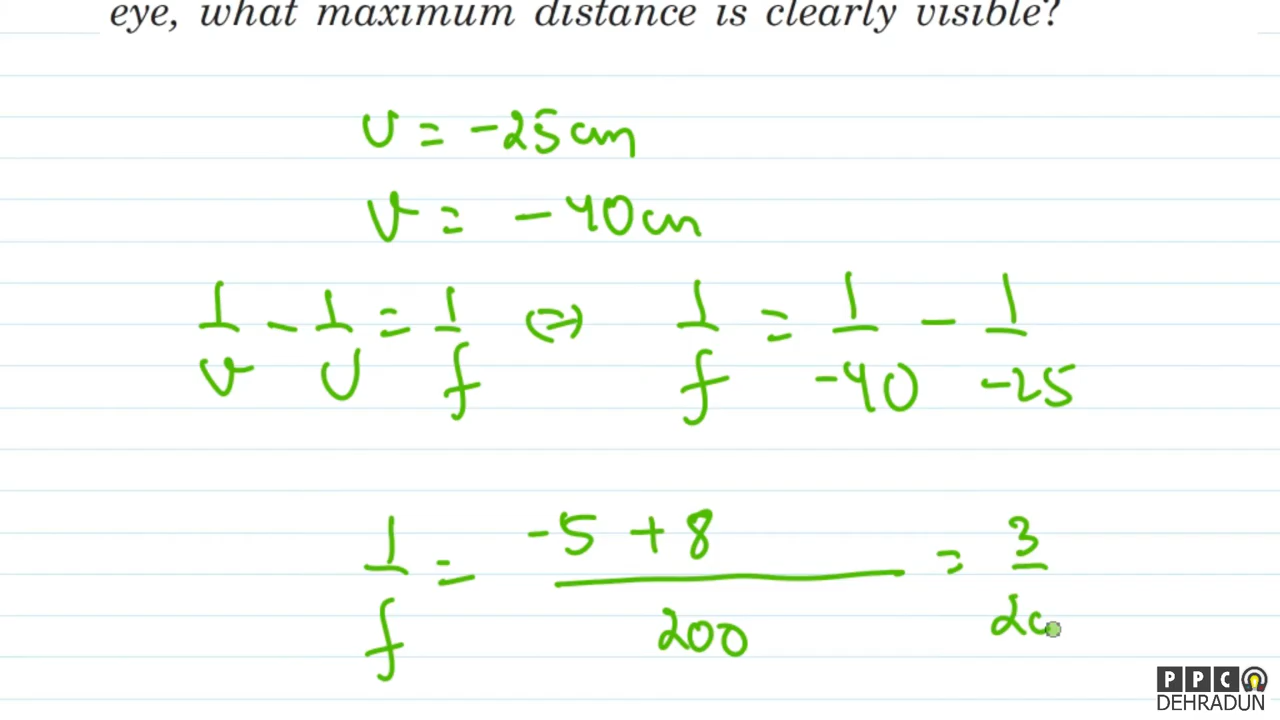 eye, what maximum distance is clearly visible?
U = -25cm
v = -40cm
1/v - 1/U = 1/f ⇔ 1/f = 1/-40 - 1/-25
1/f = -5 + 8/200 = 3/20
PPC
DEHRADUN